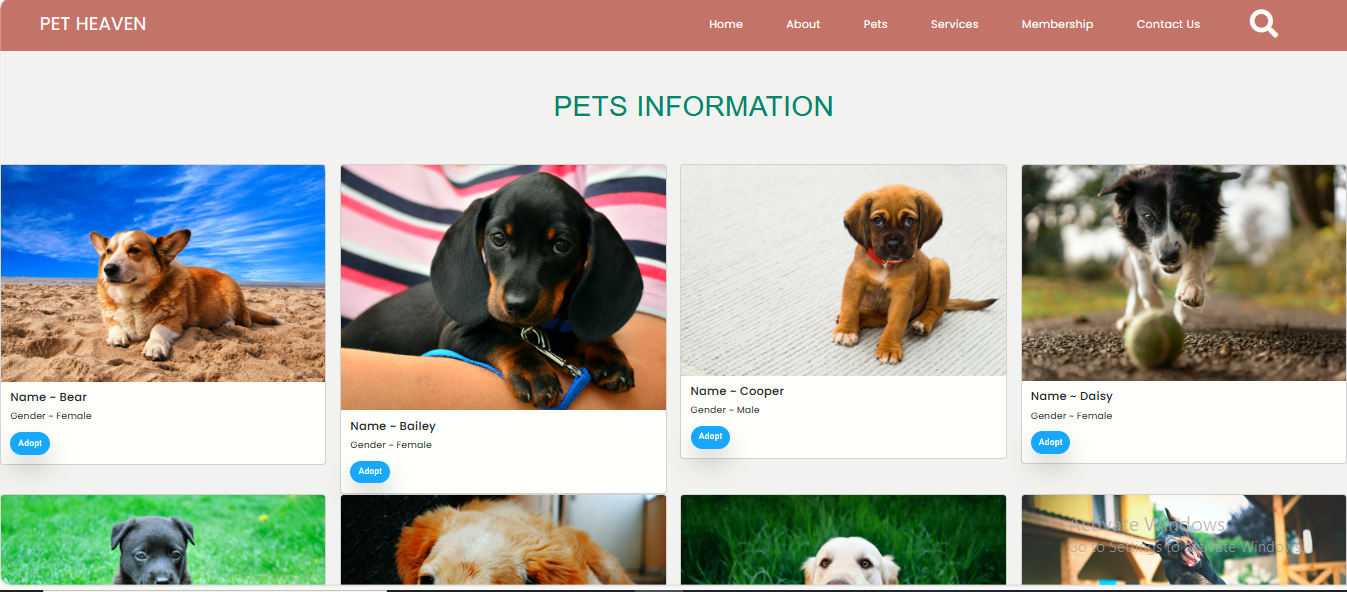 PET HEAVEN
Home
About
Pets
Services
Membership
Contact Us
PETS INFORMATION
Name ~ Bear
Gender ~ Female
Adopt
Name ~ Bailey
Gender ~ Female
Adopt
Name ~ Cooper
Gender ~ Male
Adopt
Name ~ Daisy
Gender ~ Female
Adopt
Activate Windows
Go to Settings to activate Windows.